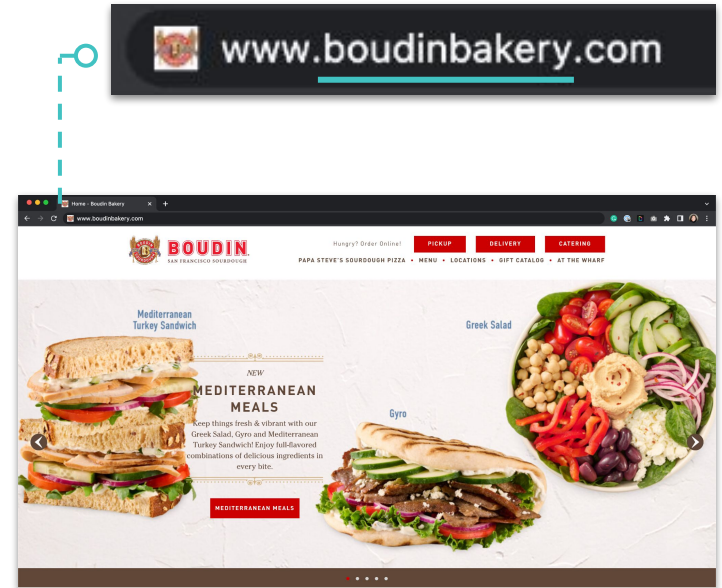 www.boudinbakery.com
Home - Boudin Bakery
www.boudinbakery.com
BOUDIN
SAN FRANCISCO SOURDOUGH
Hungry? Order Online!
PICKUP
DELIVERY
CATERING
PAPA STEVE'S SOURDOUGH PIZZA • MENU • LOCATIONS • GIFT CATALOG • AT THE WHARF
Mediterranean
Turkey Sandwich
Greek Salad
Gyro
NEW
MEDITERRANEAN
MEALS
Keep things fresh & vibrant with our
Greek Salad, Gyro and Mediterranean
Turkey Sandwich! Enjoy full-flavored
combinations of delicious ingredients in
every bite.
MEDITERRANEAN MEALS